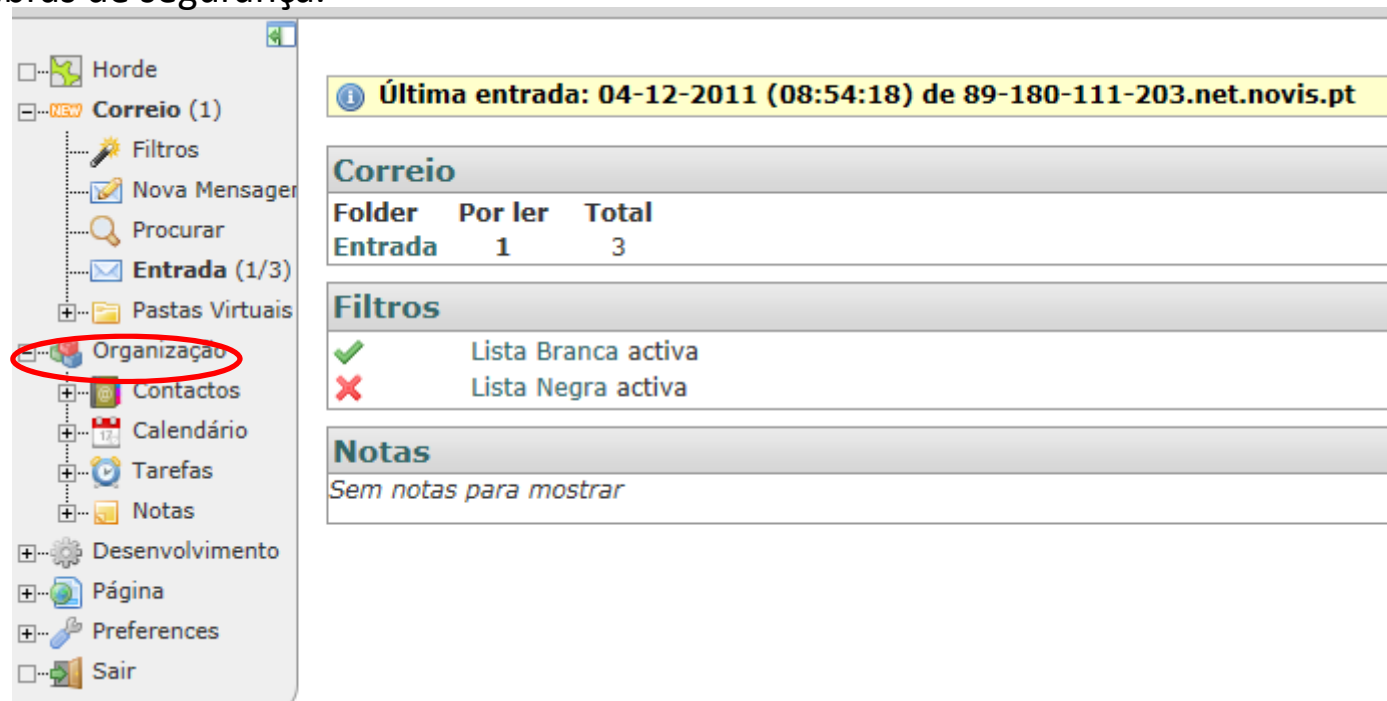 segurança.
Horde
Correio (1)
Filtros
Nova Mensager
Procurar
Entrada (1/3)
Pastas Virtuais
Organização
Contactos
Calendário
Tarefas
Notas
Desenvolvimento
Página
Preferences
Sair
Última entrada: 04-12-2011 (08:54:18) de 89-180-111-203.net.novis.pt
Correio
Folder Por ler Total
Entrada 1 3
Filtros
Lista Branca activa
Lista Negra activa
Notas
Sem notas para mostrar